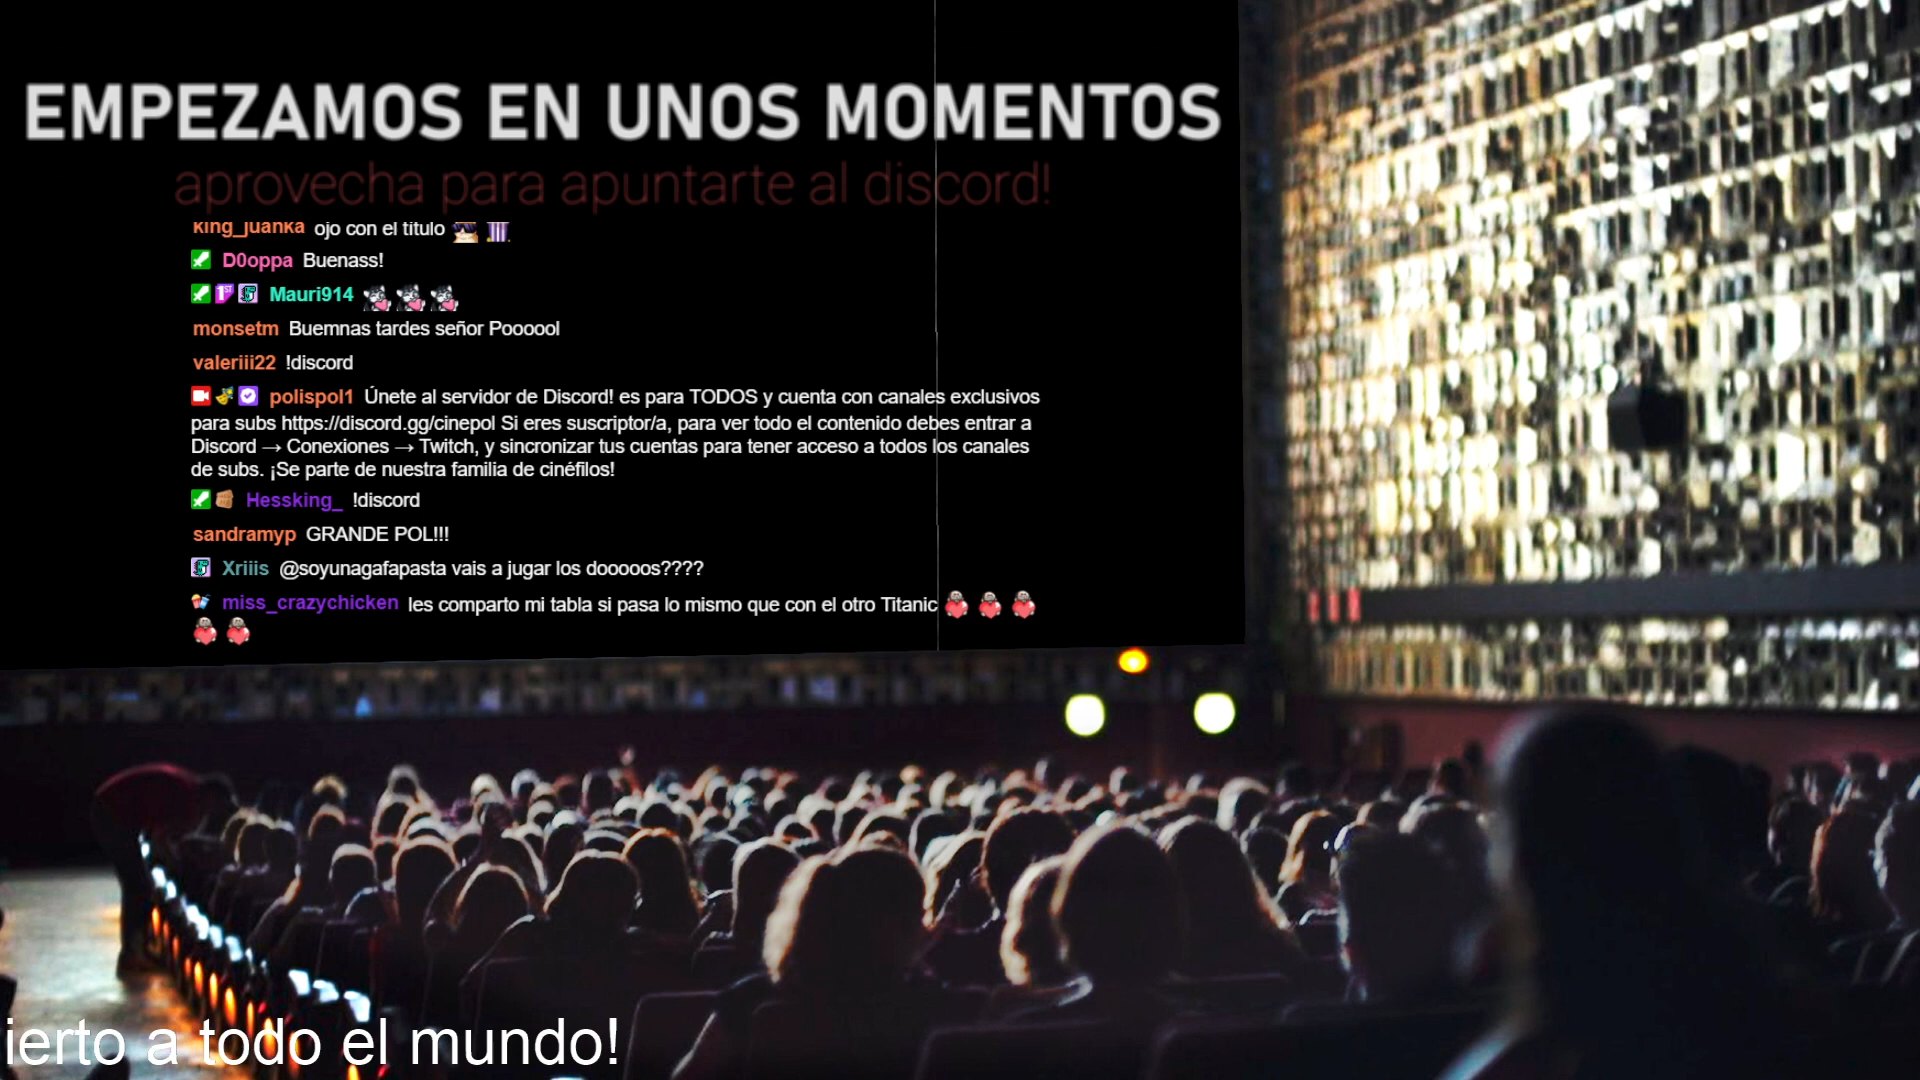 EMPEZAMOS EN UNOS MOMENTOS
aprovecha para apuntarte al discord!
king_juanka ojo con el titulo
D0oppa Buenass!
1ST Mauri914
monsetm Buemnas tardes señor Poooool
valeriii22 !discord
polispol1 Únete al servidor de Discord! es para TODOS y cuenta con canales exclusivos
para subs https://discord.gg/cinepol Si eres suscriptor/a, para ver todo el contenido debes entrar a
Discord → Conexiones → Twitch, y sincronizar tus cuentas para tener acceso a todos los canales
de subs. ¡Se parte de nuestra familia de cinéfilos!
Hessking_ !discord
sandramyp GRANDE POL!!!
Xriiis @soyunagafapasta vais a jugar los dooooos????
miss_crazychicken les comparto mi tabla si pasa lo mismo que con el otro Titanic
ierto a todo el mundo!